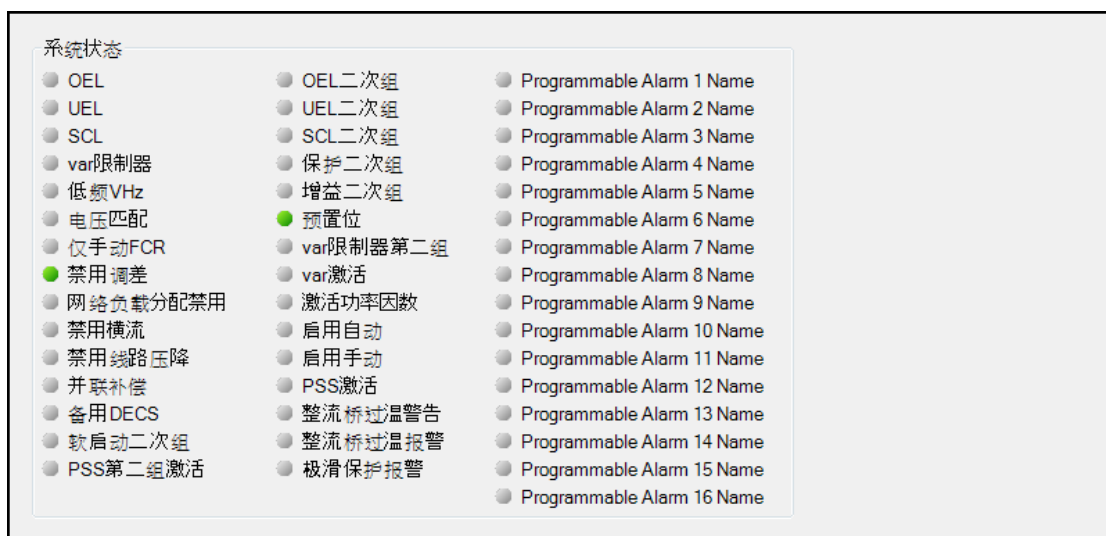 系统状态
OEL
UEL
SCL
var限制器
低频VHz
电压匹配
仅手动FCR
禁用调差
网络负载分配禁用
禁用横流
禁用线路压降
并联补偿
备用DECS
软启动二次组
PSS第二组激活
OEL二次组
UEL二次组
SCL二次组
保护二次组
增益二次组
预置位
var限制器第二组
var激活
激活功率因数
启用自动
启用手动
PSS激活
整流桥过温警告
整流桥过温报警
极滑保护报警
Programmable Alarm 1 Name
Programmable Alarm 2 Name
Programmable Alarm 3 Name
Programmable Alarm 4 Name
Programmable Alarm 5 Name
Programmable Alarm 6 Name
Programmable Alarm 7 Name
Programmable Alarm 8 Name
Programmable Alarm 9 Name
Programmable Alarm 10 Name
Programmable Alarm 11 Name
Programmable Alarm 12 Name
Programmable Alarm 13 Name
Programmable Alarm 14 Name
Programmable Alarm 15 Name
Programmable Alarm 16 Name